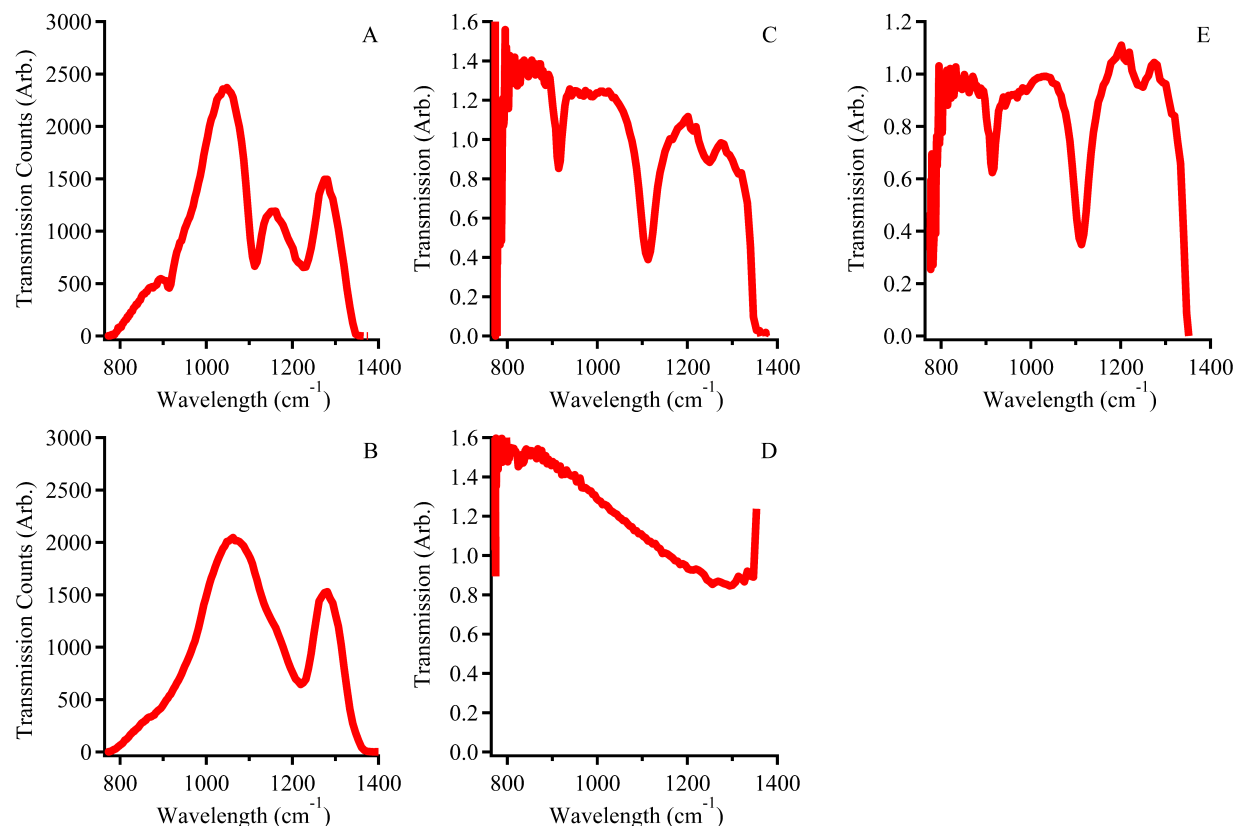 A
3000
2500
2000
1500
1000
500
0
800 1000 1200 1400
Transmission Counts (Arb.)
Wavelength (cm-1)
C
1.6
1.4
1.2
1.0
0.8
0.6
0.4
0.2
0.0
800 1000 1200 1400
Transmission (Arb.)
Wavelength (cm-1)
E
1.2
1.0
0.8
0.6
0.4
0.2
0.0
800 1000 1200 1400
Transmission (Arb.)
Wavelength (cm-1)
B
3000
2500
2000
1500
1000
500
0
800 1000 1200 1400
Transmission Counts (Arb.)
Wavelength (cm-1)
D
1.6
1.4
1.2
1.0
0.8
0.6
0.4
0.2
0.0
800 1000 1200 1400
Transmission (Arb.)
Wavelength (cm-1)